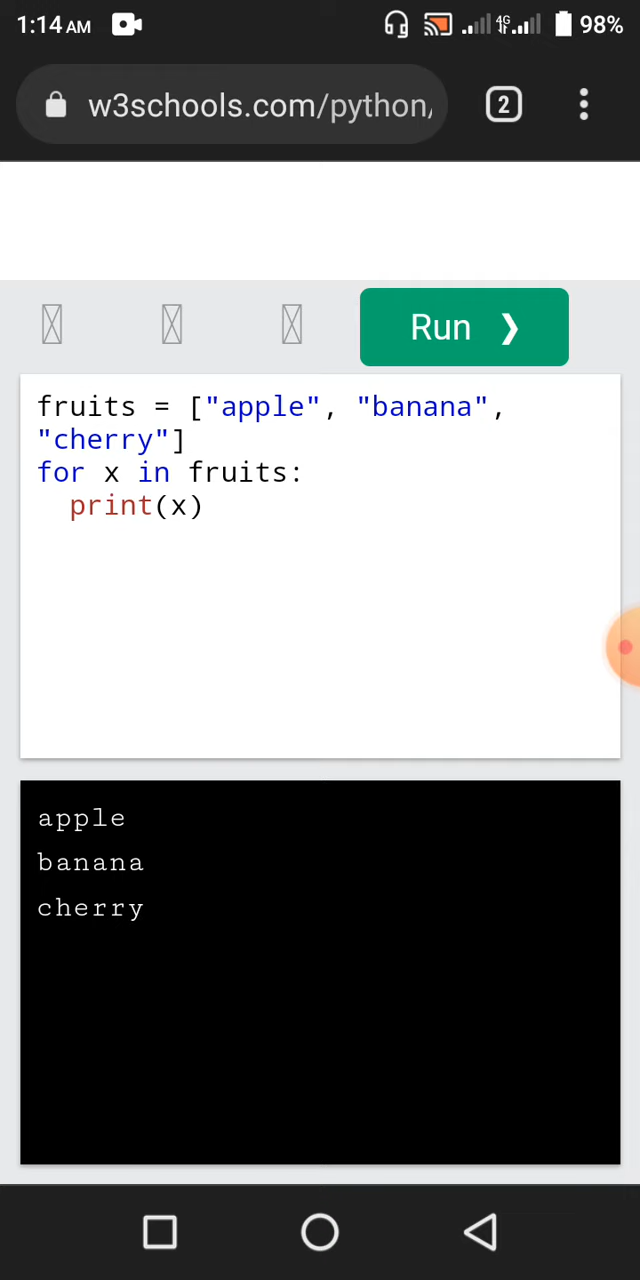 1:14 AM 4G 98%
w3schools.com/python, 2
Run ❯
fruits = ["apple", "banana",
"cherry"]
for x in fruits:
  print(x)
apple
banana
cherry